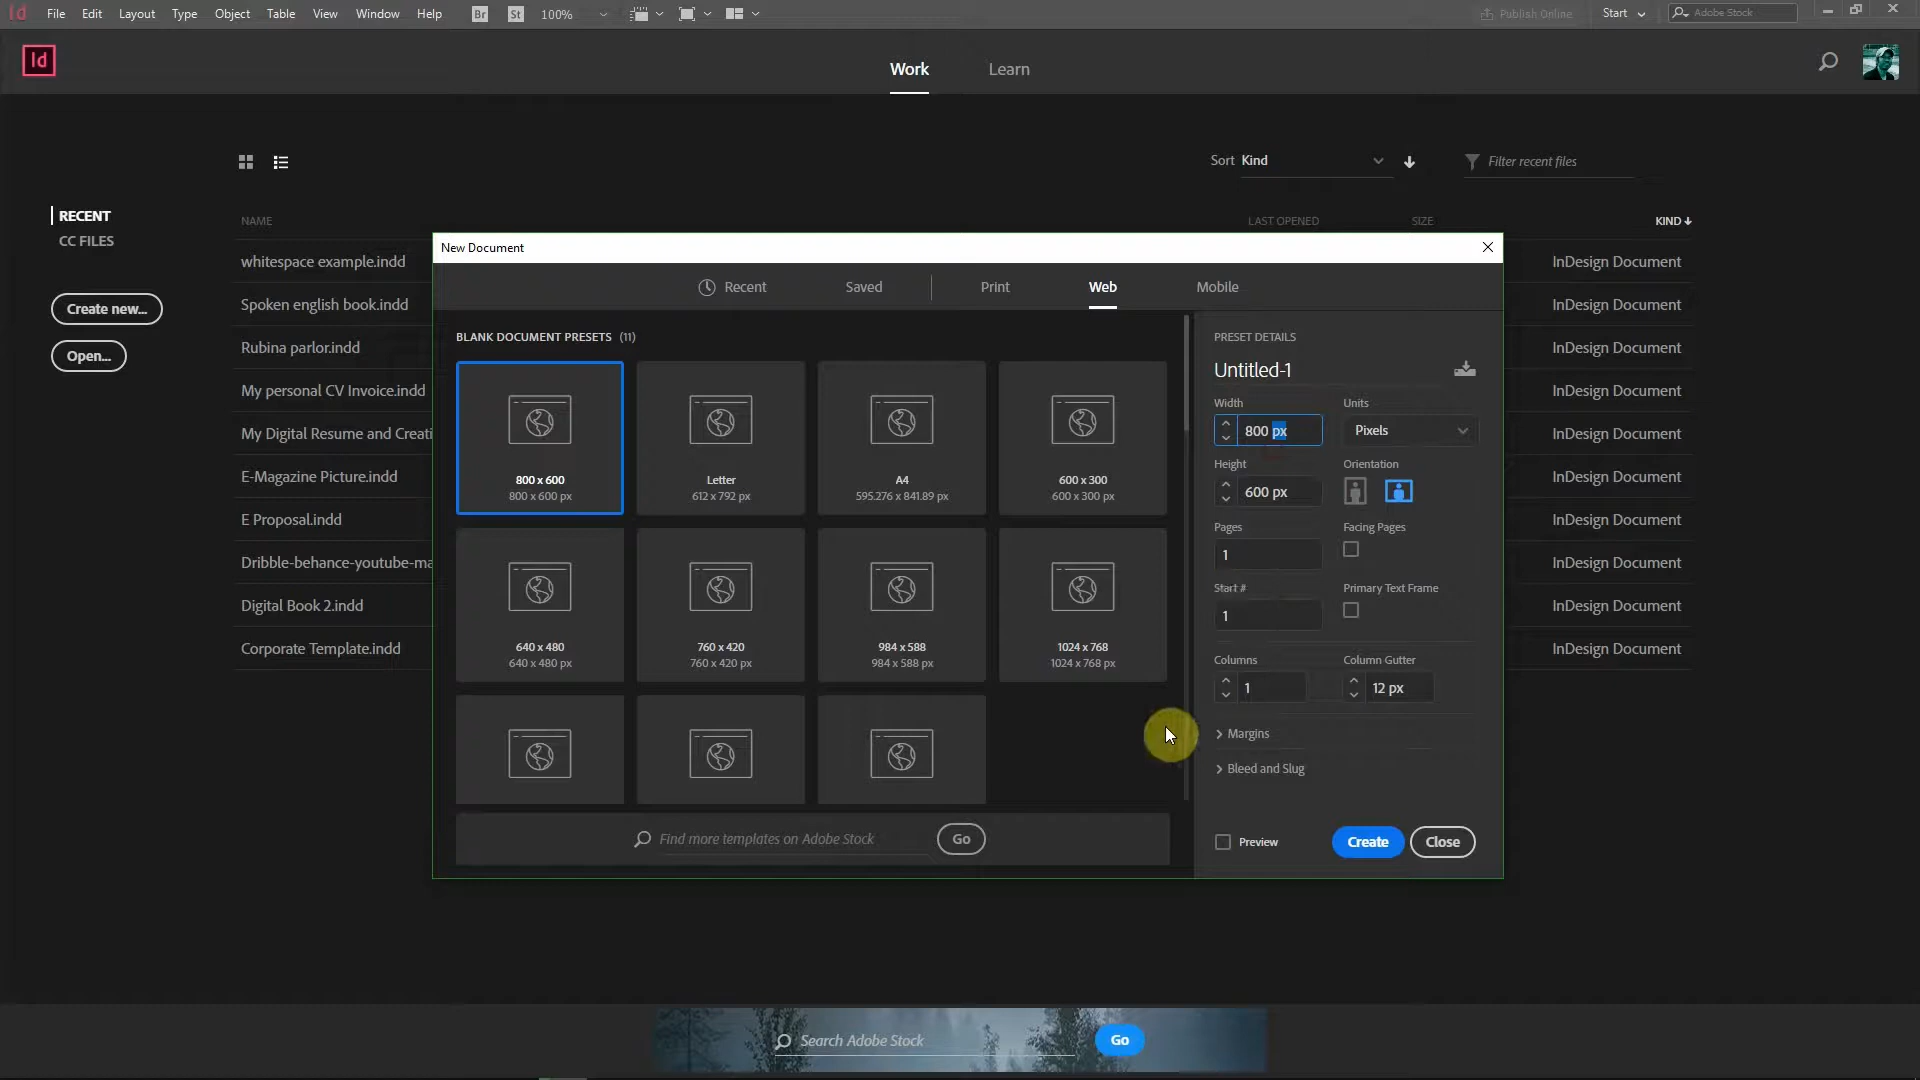 Id File Edit Layout Type Object Table View Window Help Br St 100% Publish Online Start Adobe Stock
Id
Work Learn
Sort Kind Filter recent files
RECENT
CC FILES
Create new...
Open...
NAME LAST OPENED SIZE KIND
whitespace example.indd InDesign Document
Spoken english book.indd InDesign Document
Rubina parlor.indd InDesign Document
My personal CV Invoice.indd InDesign Document
My Digital Resume and Creati InDesign Document
E-Magazine Picture.indd InDesign Document
E Proposal.indd InDesign Document
Dribble-behance-youtube-ma InDesign Document
Digital Book 2.indd InDesign Document
Corporate Template.indd InDesign Document
New Document
Recent Saved Print Web Mobile
BLANK DOCUMENT PRESETS (11)
800 x 600
800 x 600 px
Letter
612 x 792 px
A4
595.276 x 841.89 px
600 x 300
600 x 300 px
640 x 480
640 x 480 px
760 x 420
760 x 420 px
984 x 588
984 x 588 px
1024 x 768
1024 x 768 px
Find more templates on Adobe Stock Go
PRESET DETAILS
Untitled-1
Width Units
800 px Pixels
Height Orientation
600 px
Pages Facing Pages
1
Start # Primary Text Frame
1
Columns Column Gutter
1 12 px
Margins
Bleed and Slug
Preview Create Close
Search Adobe Stock Go